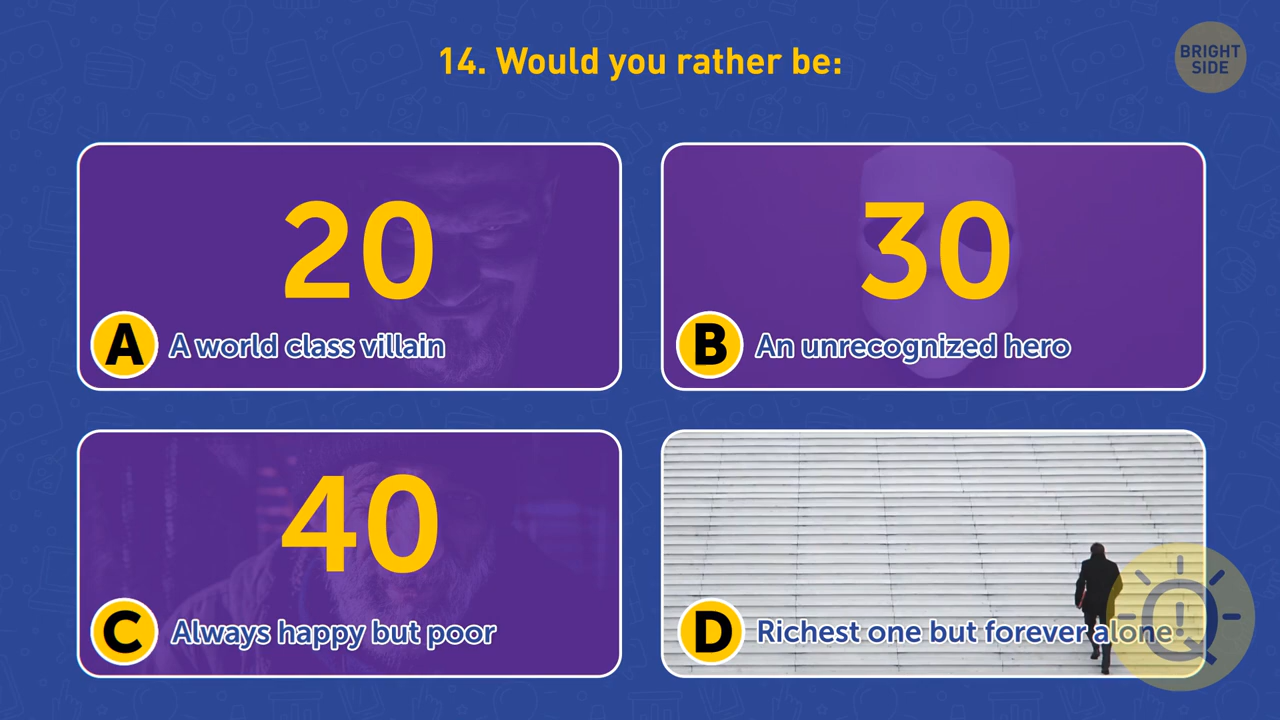 14. Would you rather be:
BRIGHT
SIDE
20
A A world class villain
30
B An unrecognized hero
40
C Always happy but poor
D Richest one but forever alone